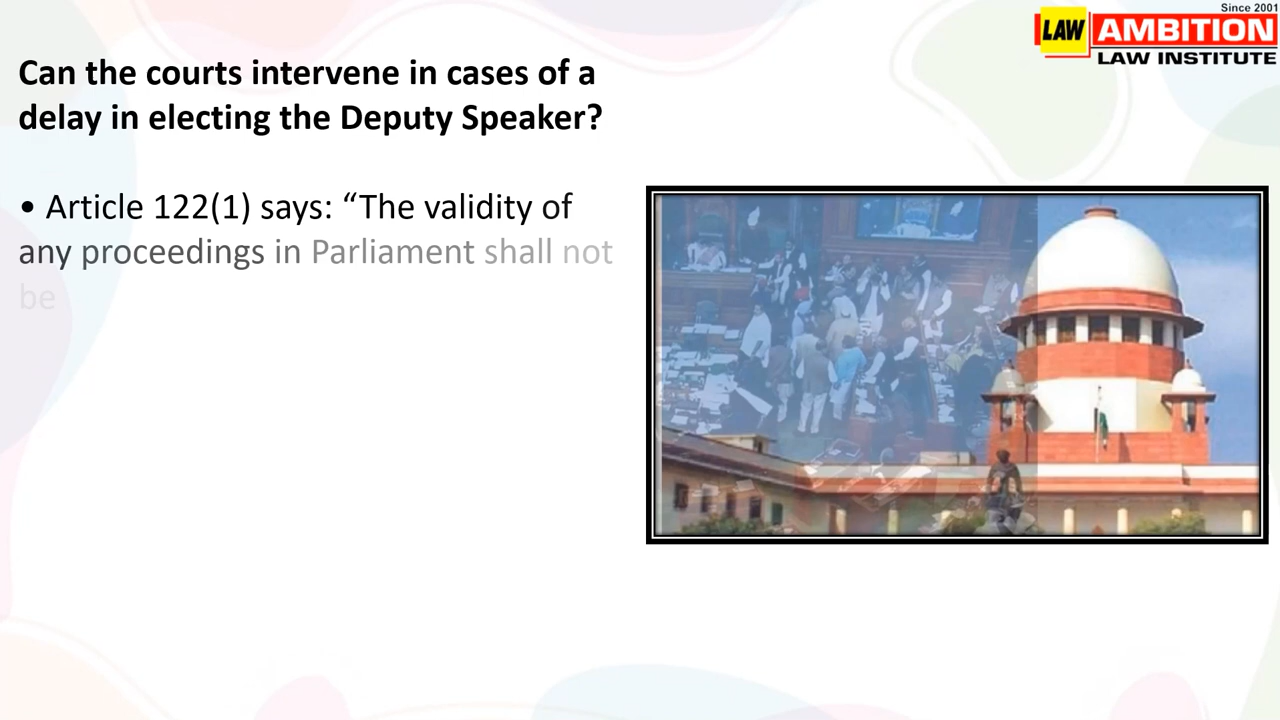 Since 2001
LAW AMBITION
LAW INSTITUTE
Can the courts intervene in cases of a
delay in electing the Deputy Speaker?
• Article 122(1) says: “The validity of
any proceedings in Parliament shall not
be